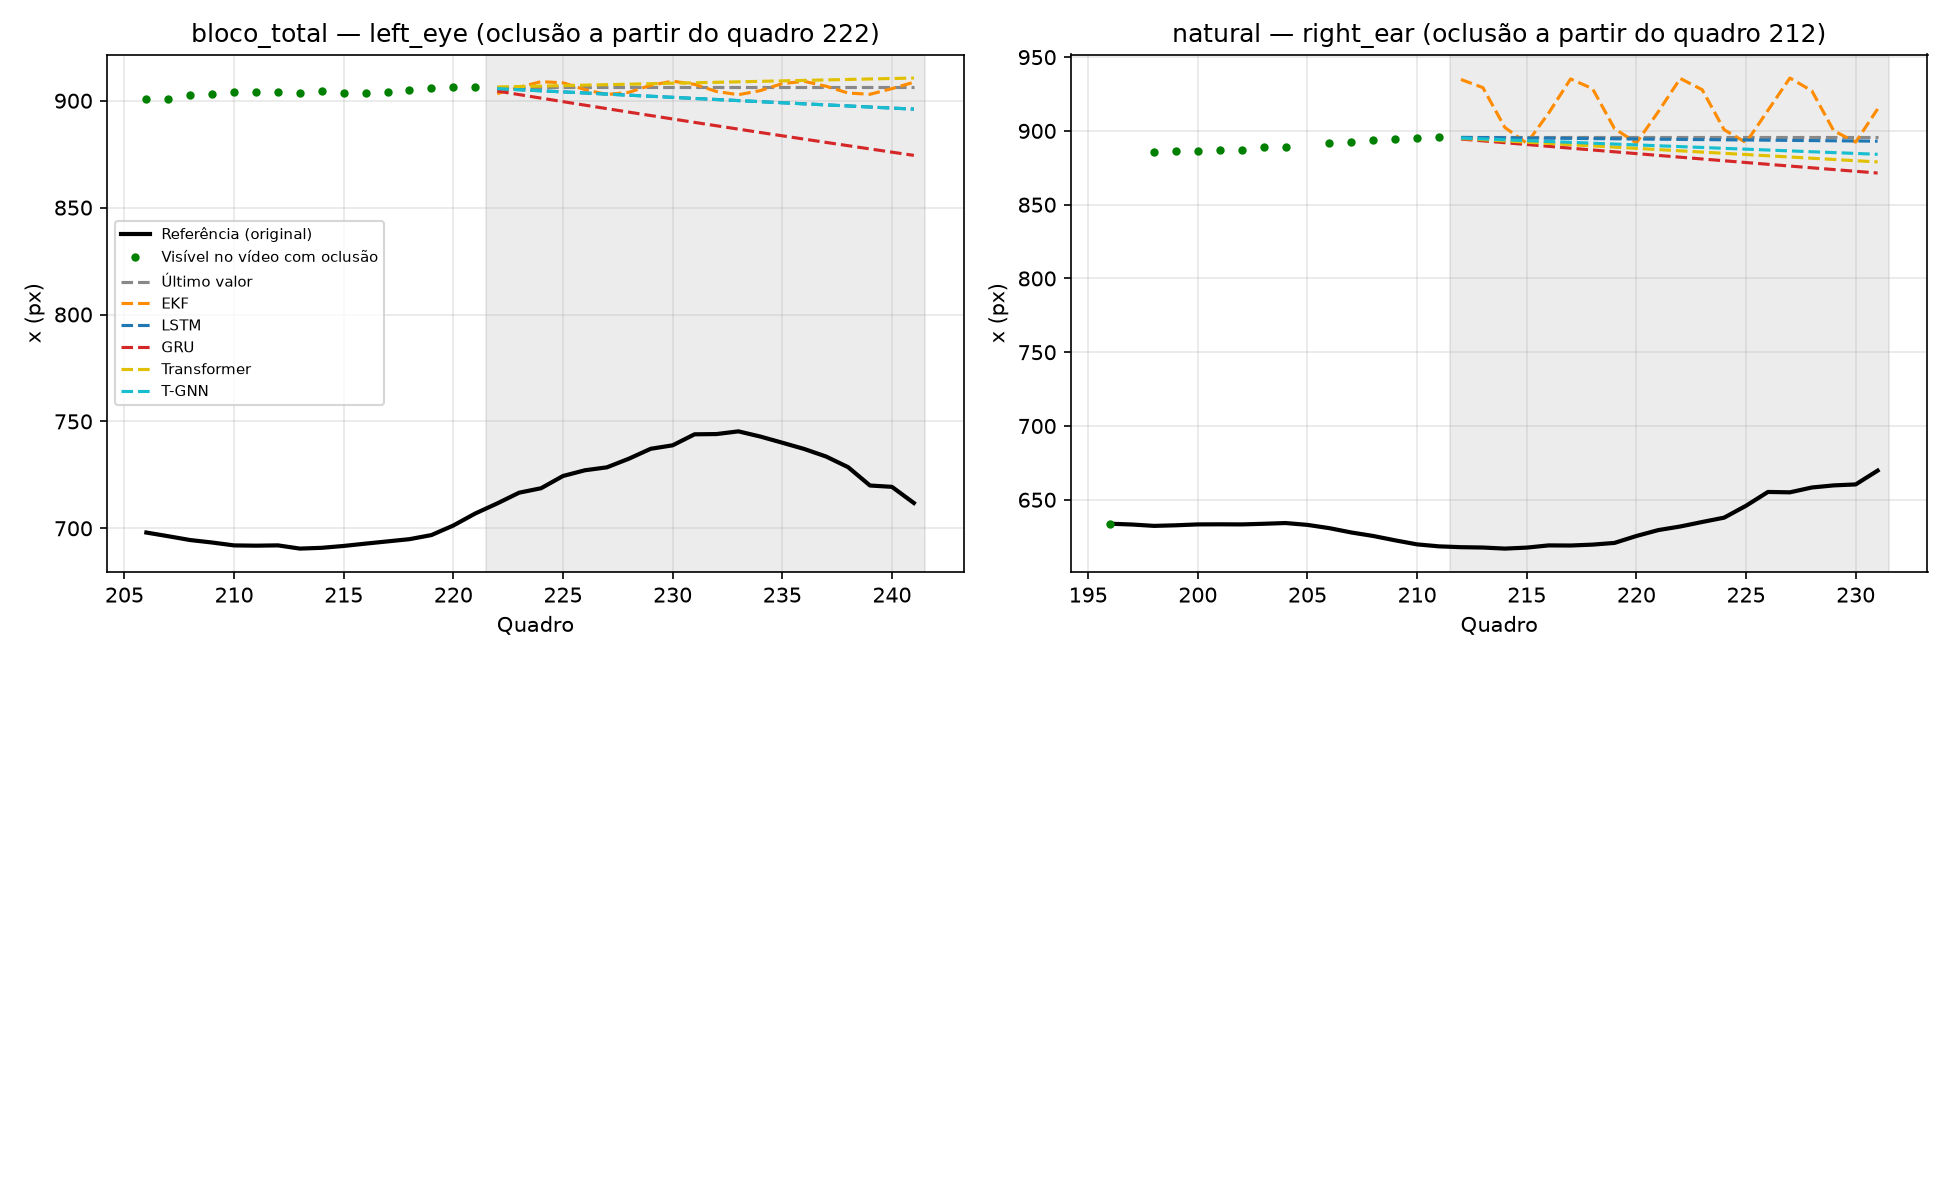 bloco_total — left_eye (oclusão a partir do quadro 222)
900
850
800
750
700
x (px)
Referência (original)
Visível no vídeo com oclusão
Último valor
EKF
LSTM
GRU
Transformer
T-GNN
205 210 215 220 225 230 235 240
Quadro
natural — right_ear (oclusão a partir do quadro 212)
950
900
850
800
750
700
650
x (px)
195 200 205 210 215 220 225 230
Quadro